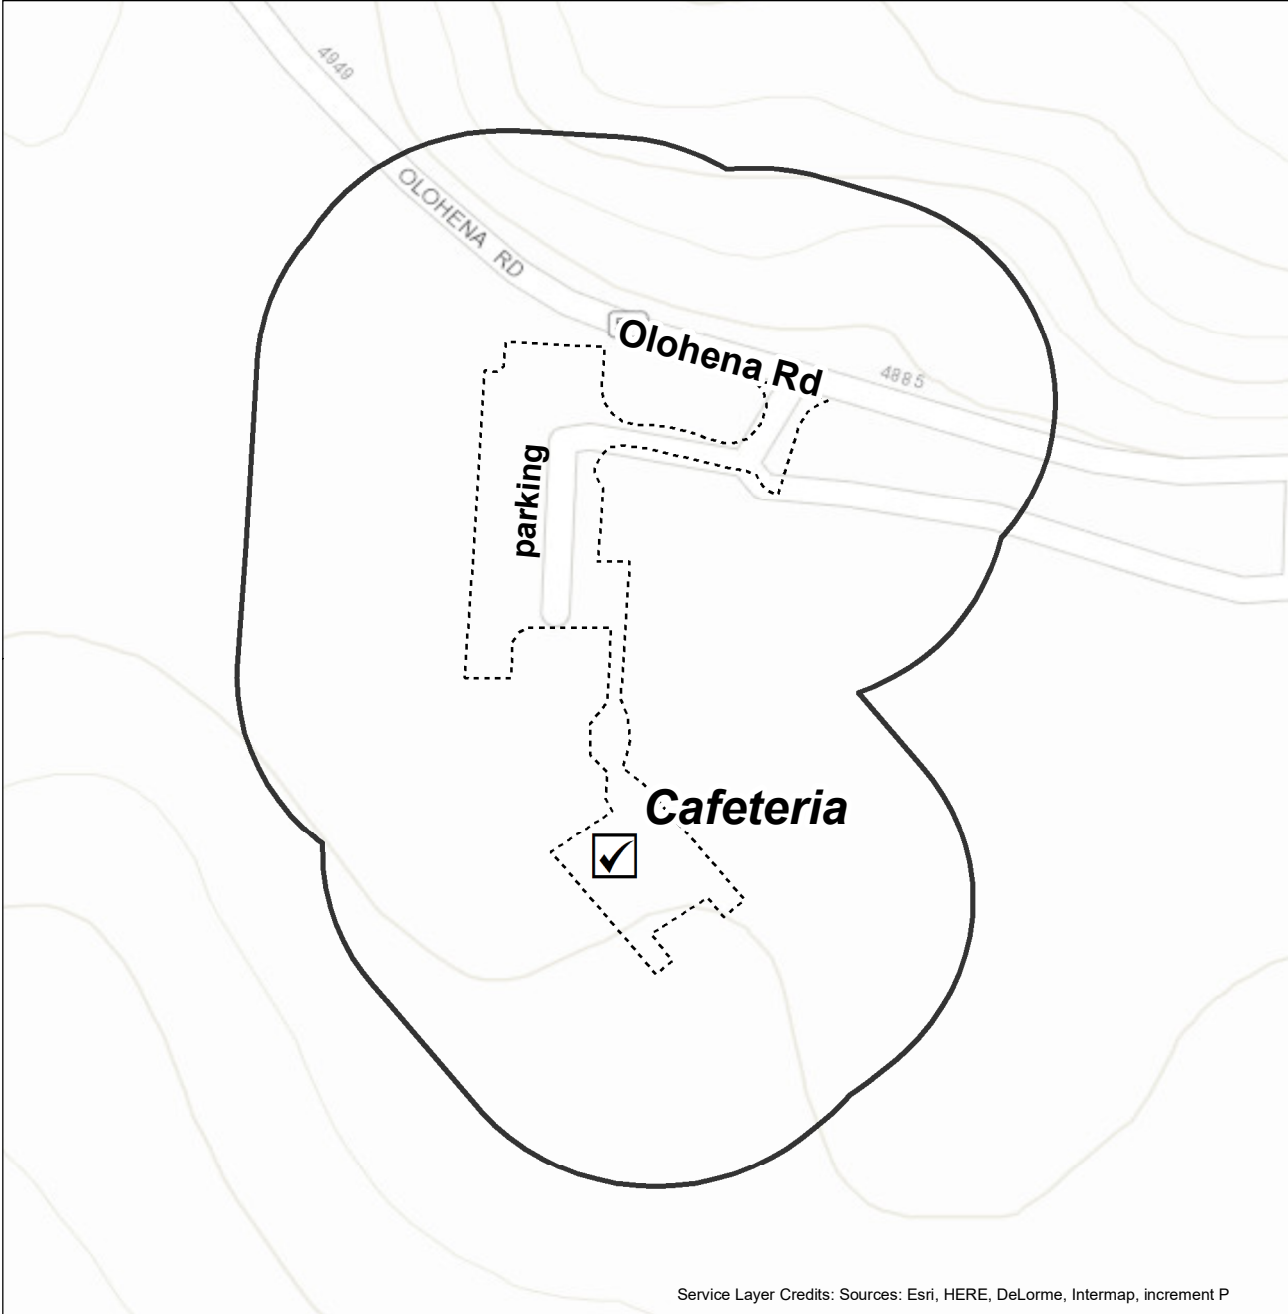 4949
OLOHENA RD
Olohena Rd
4885
parking
Cafeteria
Service Layer Credits: Sources: Esri, HERE, DeLorme, Intermap, increment P